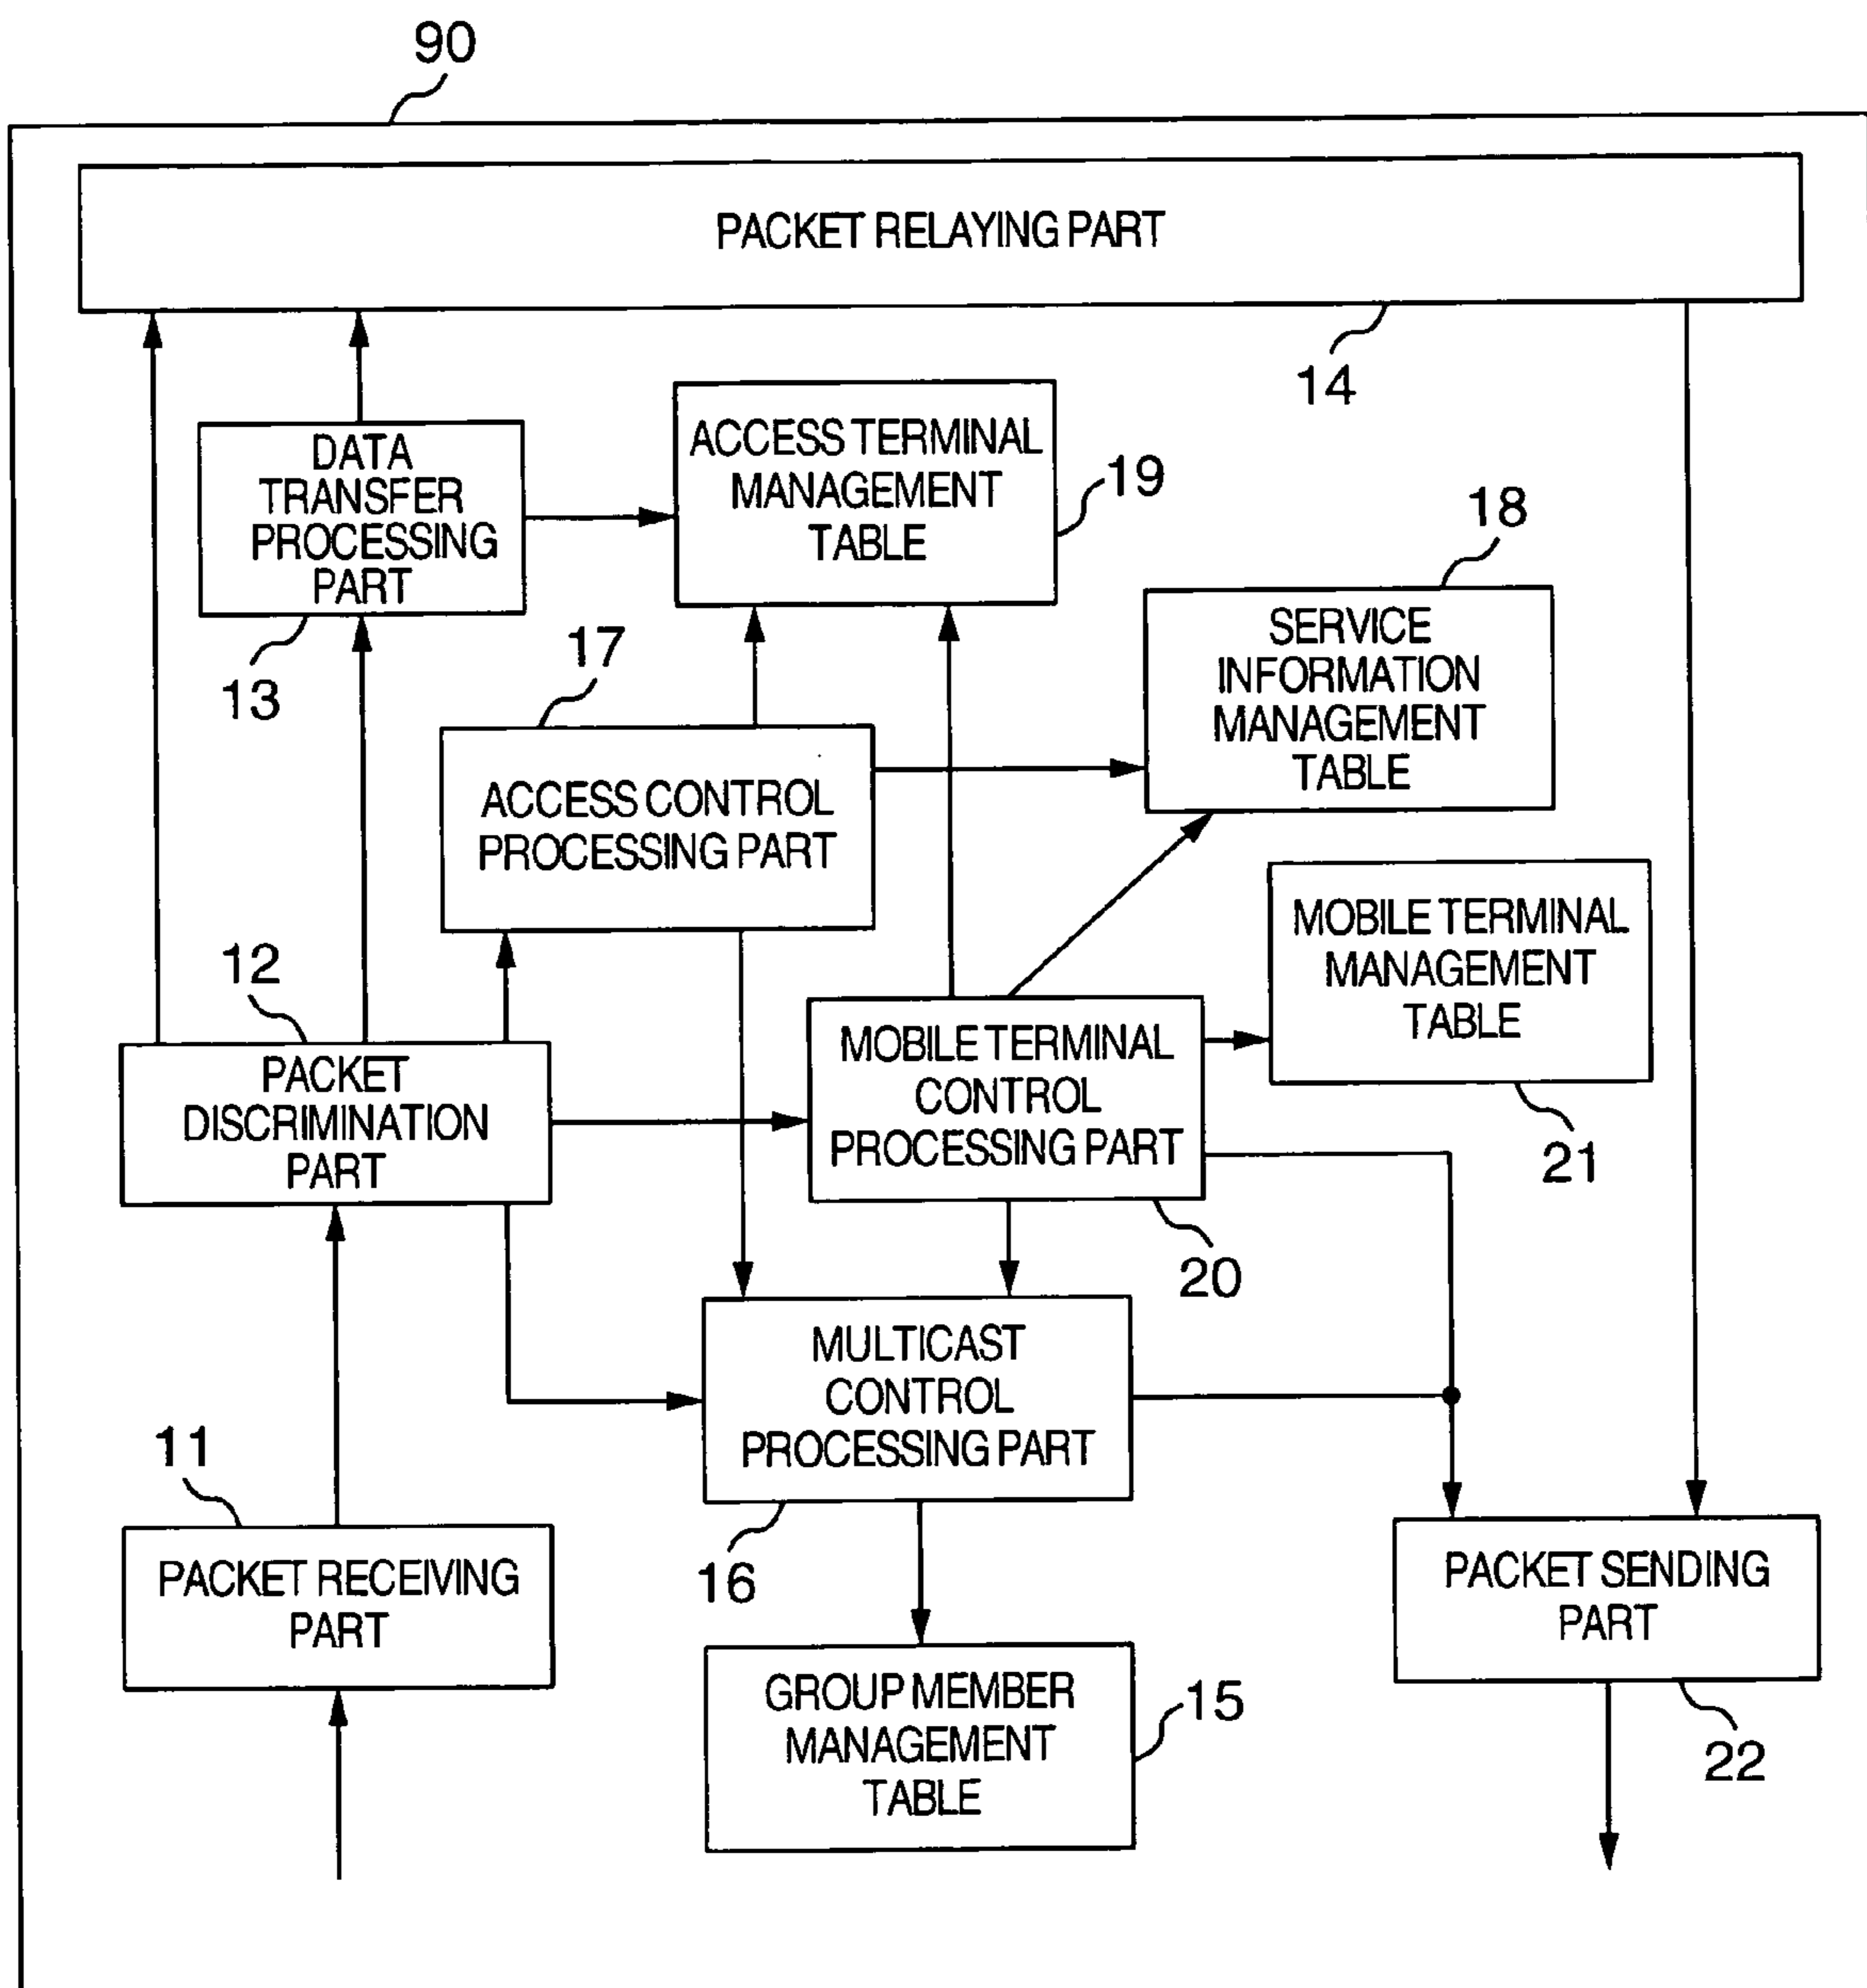 90
PACKET RELAYING PART
14
DATA
TRANSFER
PROCESSING
PART
13
ACCESS TERMINAL
MANAGEMENT
TABLE
19
18
SERVICE
INFORMATION
MANAGEMENT
TABLE
17
ACCESS CONTROL
PROCESSING PART
MOBILE TERMINAL
MANAGEMENT
TABLE
21
12
PACKET
DISCRIMINATION
PART
MOBILE TERMINAL
CONTROL
PROCESSING PART
20
MULTICAST
CONTROL
PROCESSING PART
16
11
PACKET RECEIVING
PART
PACKET SENDING
PART
22
GROUP MEMBER
MANAGEMENT
TABLE
15